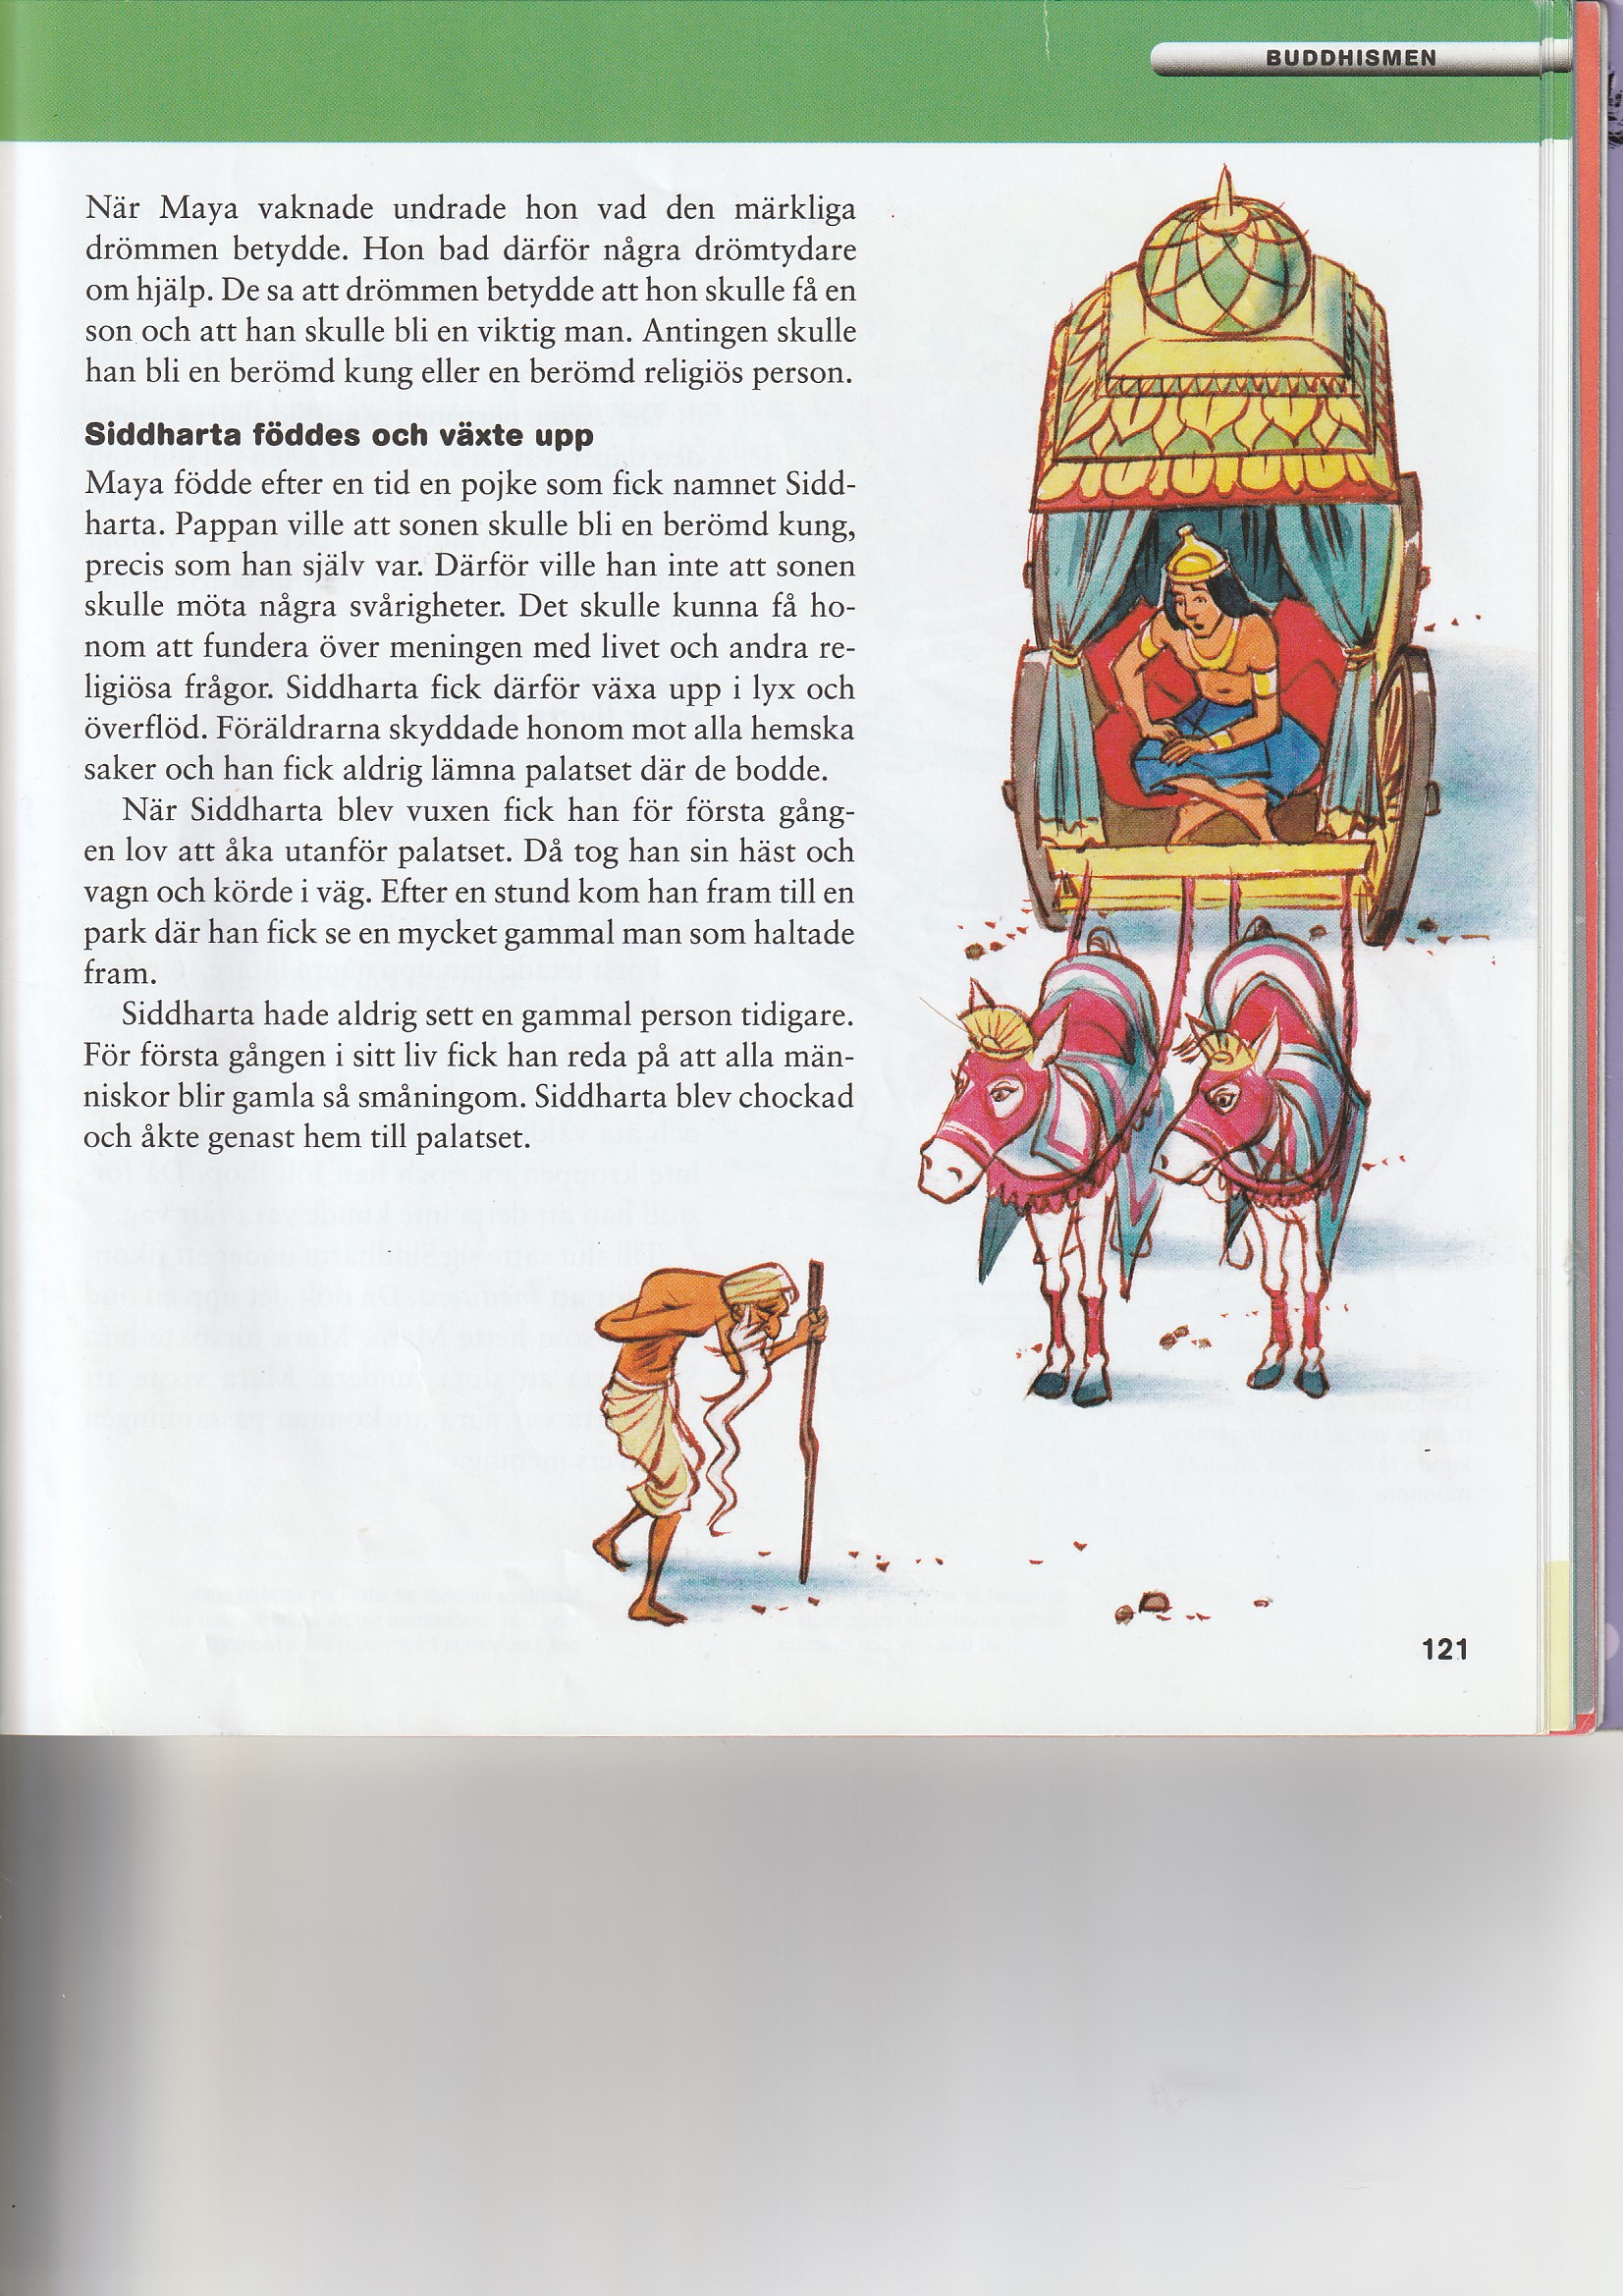 BUDDHISMEN
När Maya vaknade undrade hon vad den märkliga
drömmen betydde. Hon bad därför några drömtydare
om hjälp. De sa att drömmen betydde att hon skulle få en
son och att han skulle bli en viktig man. Antingen skulle
han bli en berömd kung eller en berömd religiös person.
Siddharta föddes och växte upp
Maya födde efter en tid en pojke som fick namnet Sidd-
harta. Pappan ville att sonen skulle bli en berömd kung,
precis som han själv var. Därför ville han inte att sonen
skulle möta några svårigheter. Det skulle kunna få ho-
nom att fundera över meningen med livet och andra re-
ligiösa frågor. Siddharta fick därför växa upp i lyx och
överflöd. Föräldrarna skyddade honom mot alla hemska
saker och han fick aldrig lämna palatset där de bodde.
När Siddharta blev vuxen fick han för första gång-
en lov att åka utanför palatset. Då tog han sin häst och
vagn och körde i väg. Efter en stund kom han fram till en
park där han fick se en mycket gammal man som haltade
fram.
Siddharta hade aldrig sett en gammal person tidigare.
För första gången i sitt liv fick han reda på att alla män-
niskor blir gamla så småningom. Siddharta blev chockad
och åkte genast hem till palatset.
121